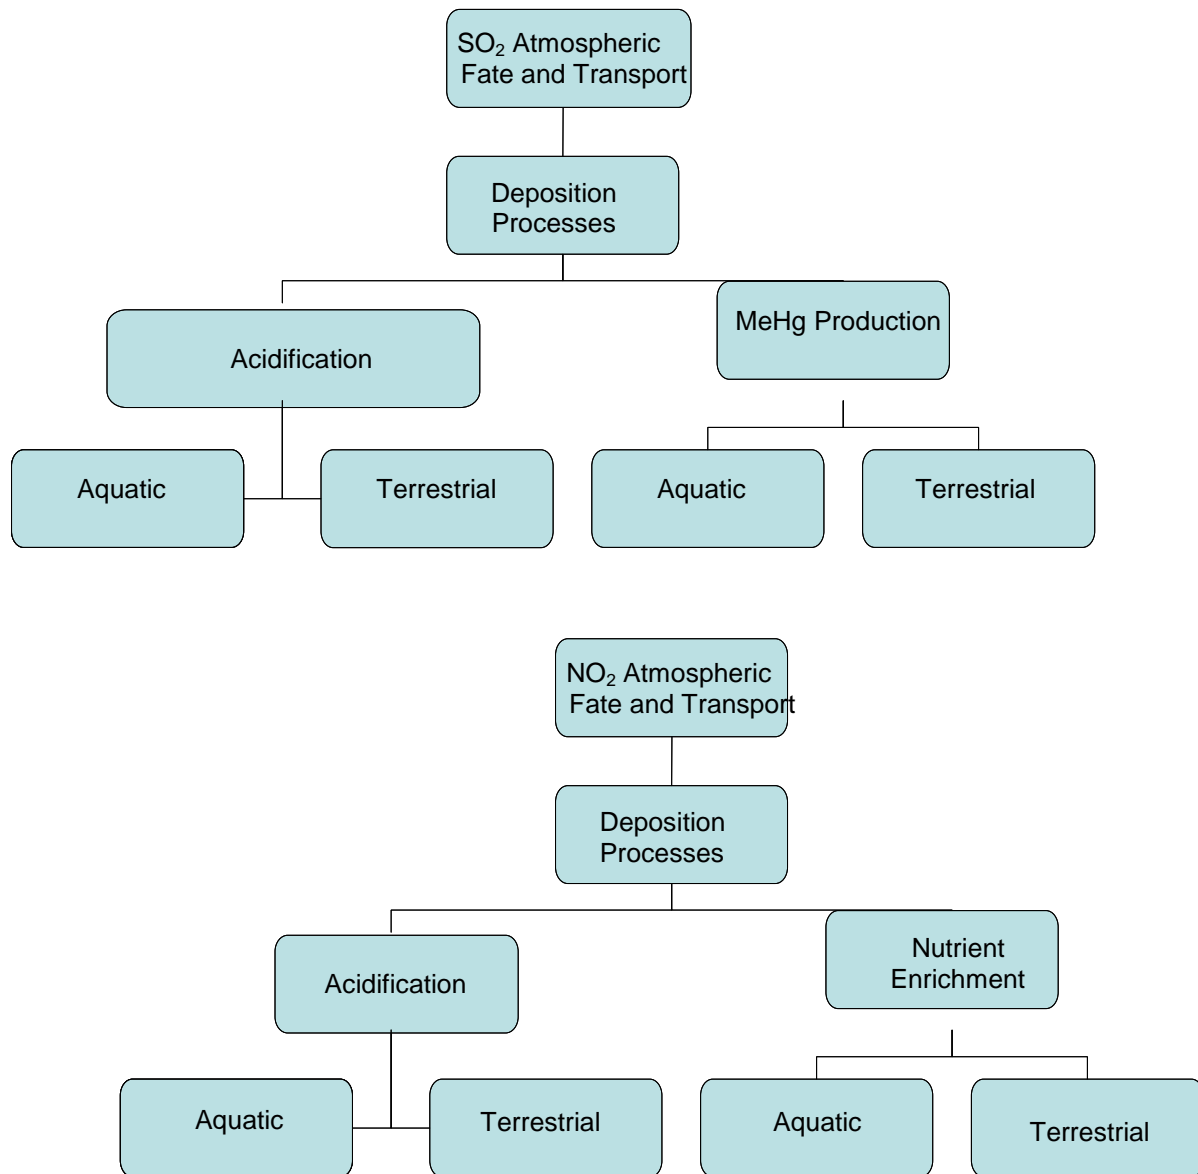 SO₂ Atmospheric
Fate and Transport
Deposition
Processes
MeHg Production
Acidification
Aquatic
Terrestrial
Aquatic
Terrestrial
NO₂ Atmospheric
Fate and Transport
Deposition
Processes
Nutrient
Enrichment
Acidification
Aquatic
Terrestrial
Aquatic
Terrestrial